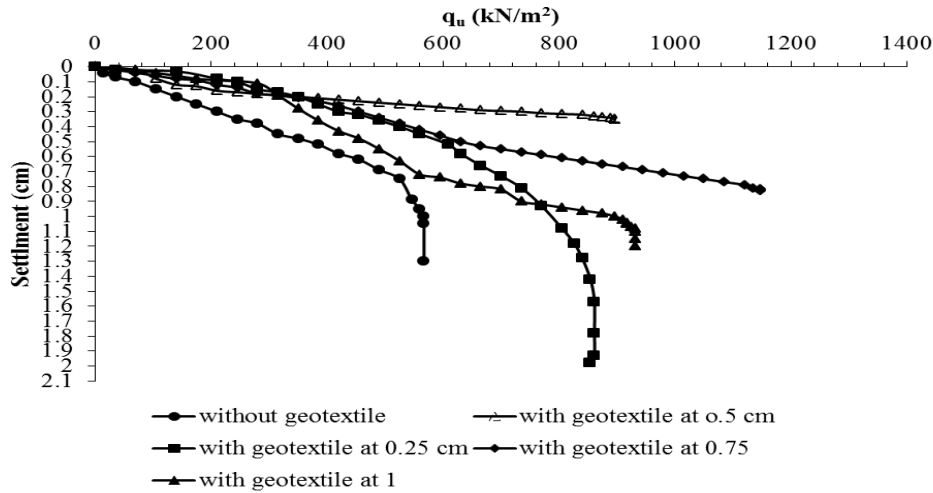 qu (kN/m²)
0 200 400 600 800 1000 1200 1400
Settlment (cm)
0
0.1
0.2
0.3
0.4
0.5
0.6
0.7
0.8
0.9
1
1.1
1.2
1.3
1.4
1.5
1.6
1.7
1.8
1.9
2
2.1
without geotextile
with geotextile at o.5 cm
with geotextile at 0.25 cm
with geotextile at 0.75
with geotextile at 1